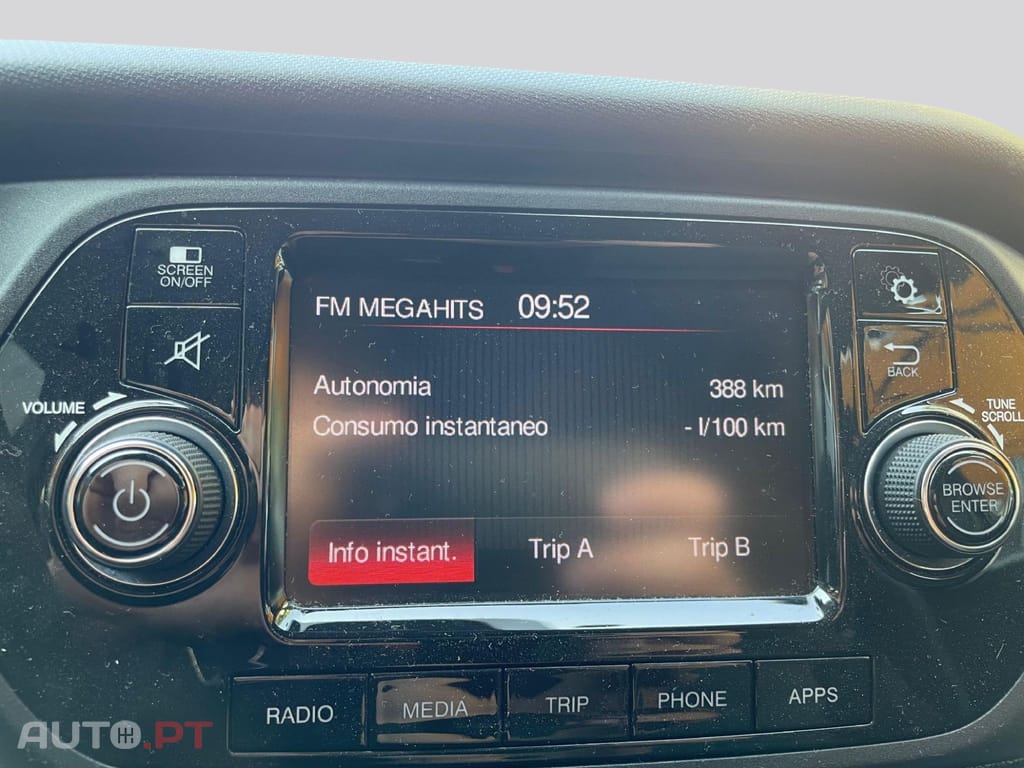 SCREEN
ON/OFF
VOLUME
FM MEGAHITS 09:52
Autonomia 388 km
Consumo instantaneo - l/100 km
Info instant. Trip A Trip B
BACK
TUNE
SCROLL
BROWSE
ENTER
RADIO MEDIA TRIP PHONE APPS
AUTO.PT